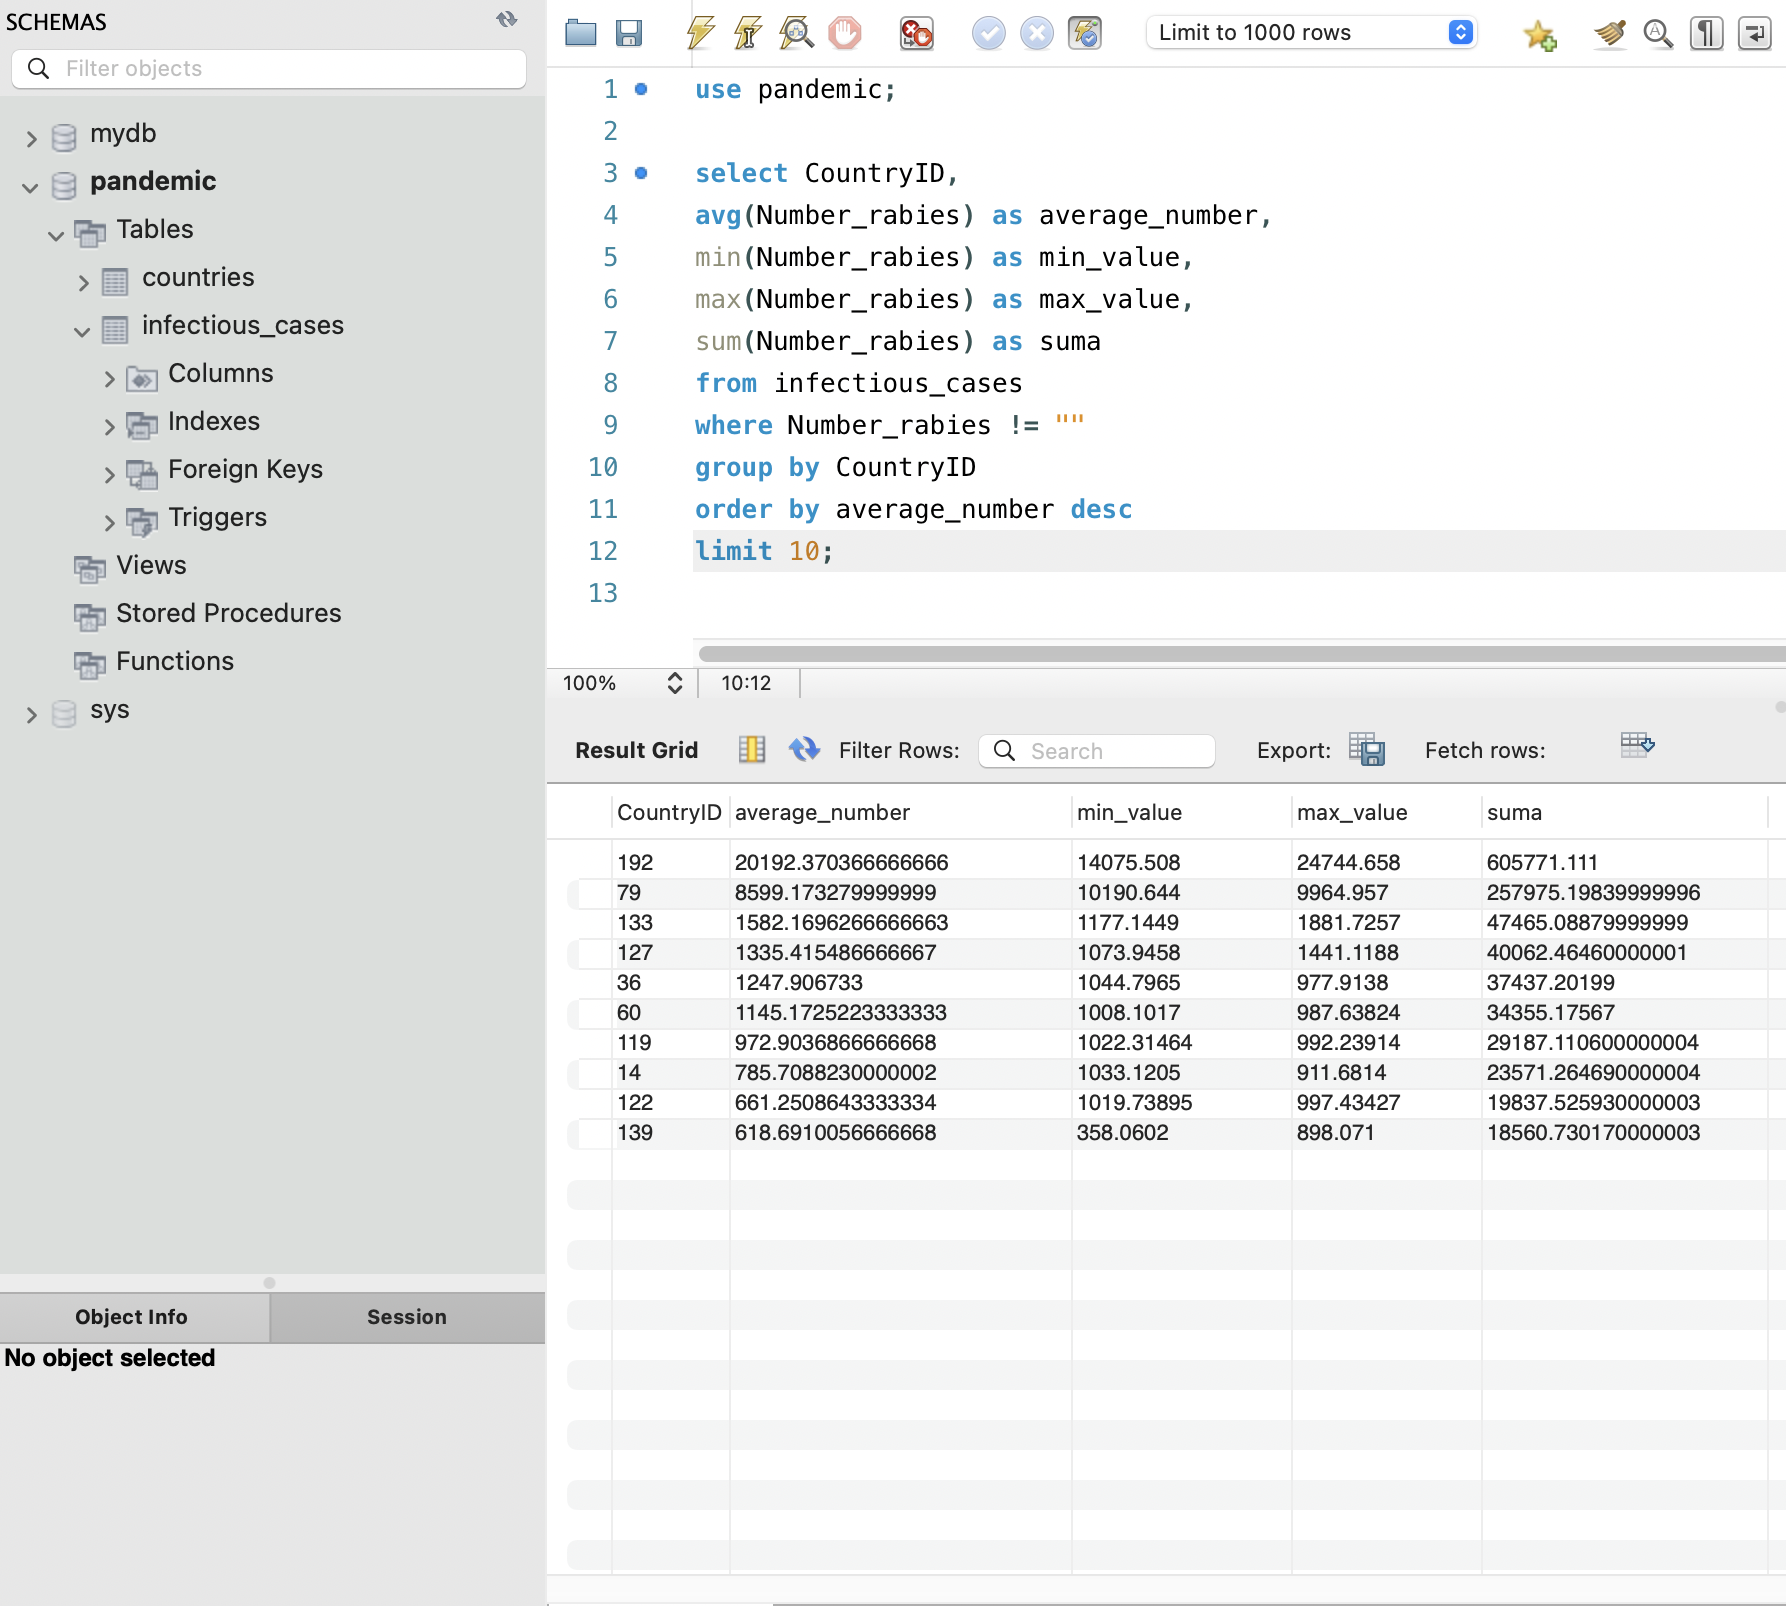 SCHEMAS
Filter objects
mydb
pandemic
Tables
countries
infectious_cases
Columns
Indexes
Foreign Keys
Triggers
Views
Stored Procedures
Functions
sys
Object Info Session
No object selected
Limit to 1000 rows
1 use pandemic;
2
3 select CountryID,
4 avg(Number_rabies) as average_number,
5 min(Number_rabies) as min_value,
6 max(Number_rabies) as max_value,
7 sum(Number_rabies) as suma
8 from infectious_cases
9 where Number_rabies != ""
10 group by CountryID
11 order by average_number desc
12 limit 10;
13
100% 10:12
Result Grid Filter Rows: Search Export: Fetch rows:
CountryID average_number min_value max_value suma
192 20192.370366666666 14075.508 24744.658 605771.111
79 8599.173279999999 10190.644 9964.957 257975.19839999996
133 1582.1696266666663 1177.1449 1881.7257 47465.08879999999
127 1335.415486666667 1073.9458 1441.1188 40062.46460000001
36 1247.906733 1044.7965 977.9138 37437.20199
60 1145.1725223333333 1008.1017 987.63824 34355.17567
119 972.9036866666668 1022.31464 992.23914 29187.110600000004
14 785.7088230000002 1033.1205 911.6814 23571.264690000004
122 661.2508643333334 1019.73895 997.43427 19837.525930000003
139 618.6910056666668 358.0602 898.071 18560.730170000003